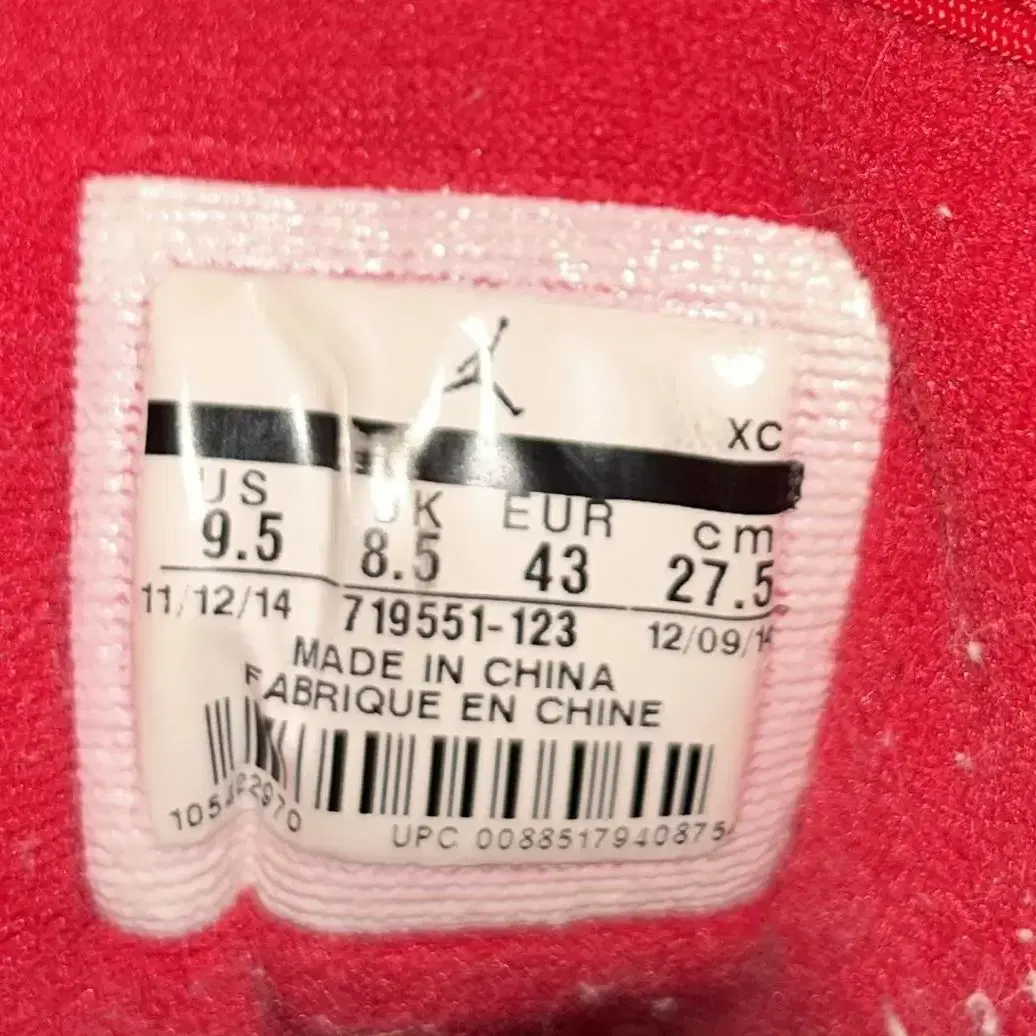 XC
US UK EUR cm
9.5 8.5 43 27.5
11/12/14 719551-123 12/09/14
MADE IN CHINA
FABRIQUE EN CHINE
UPC 0088517940875